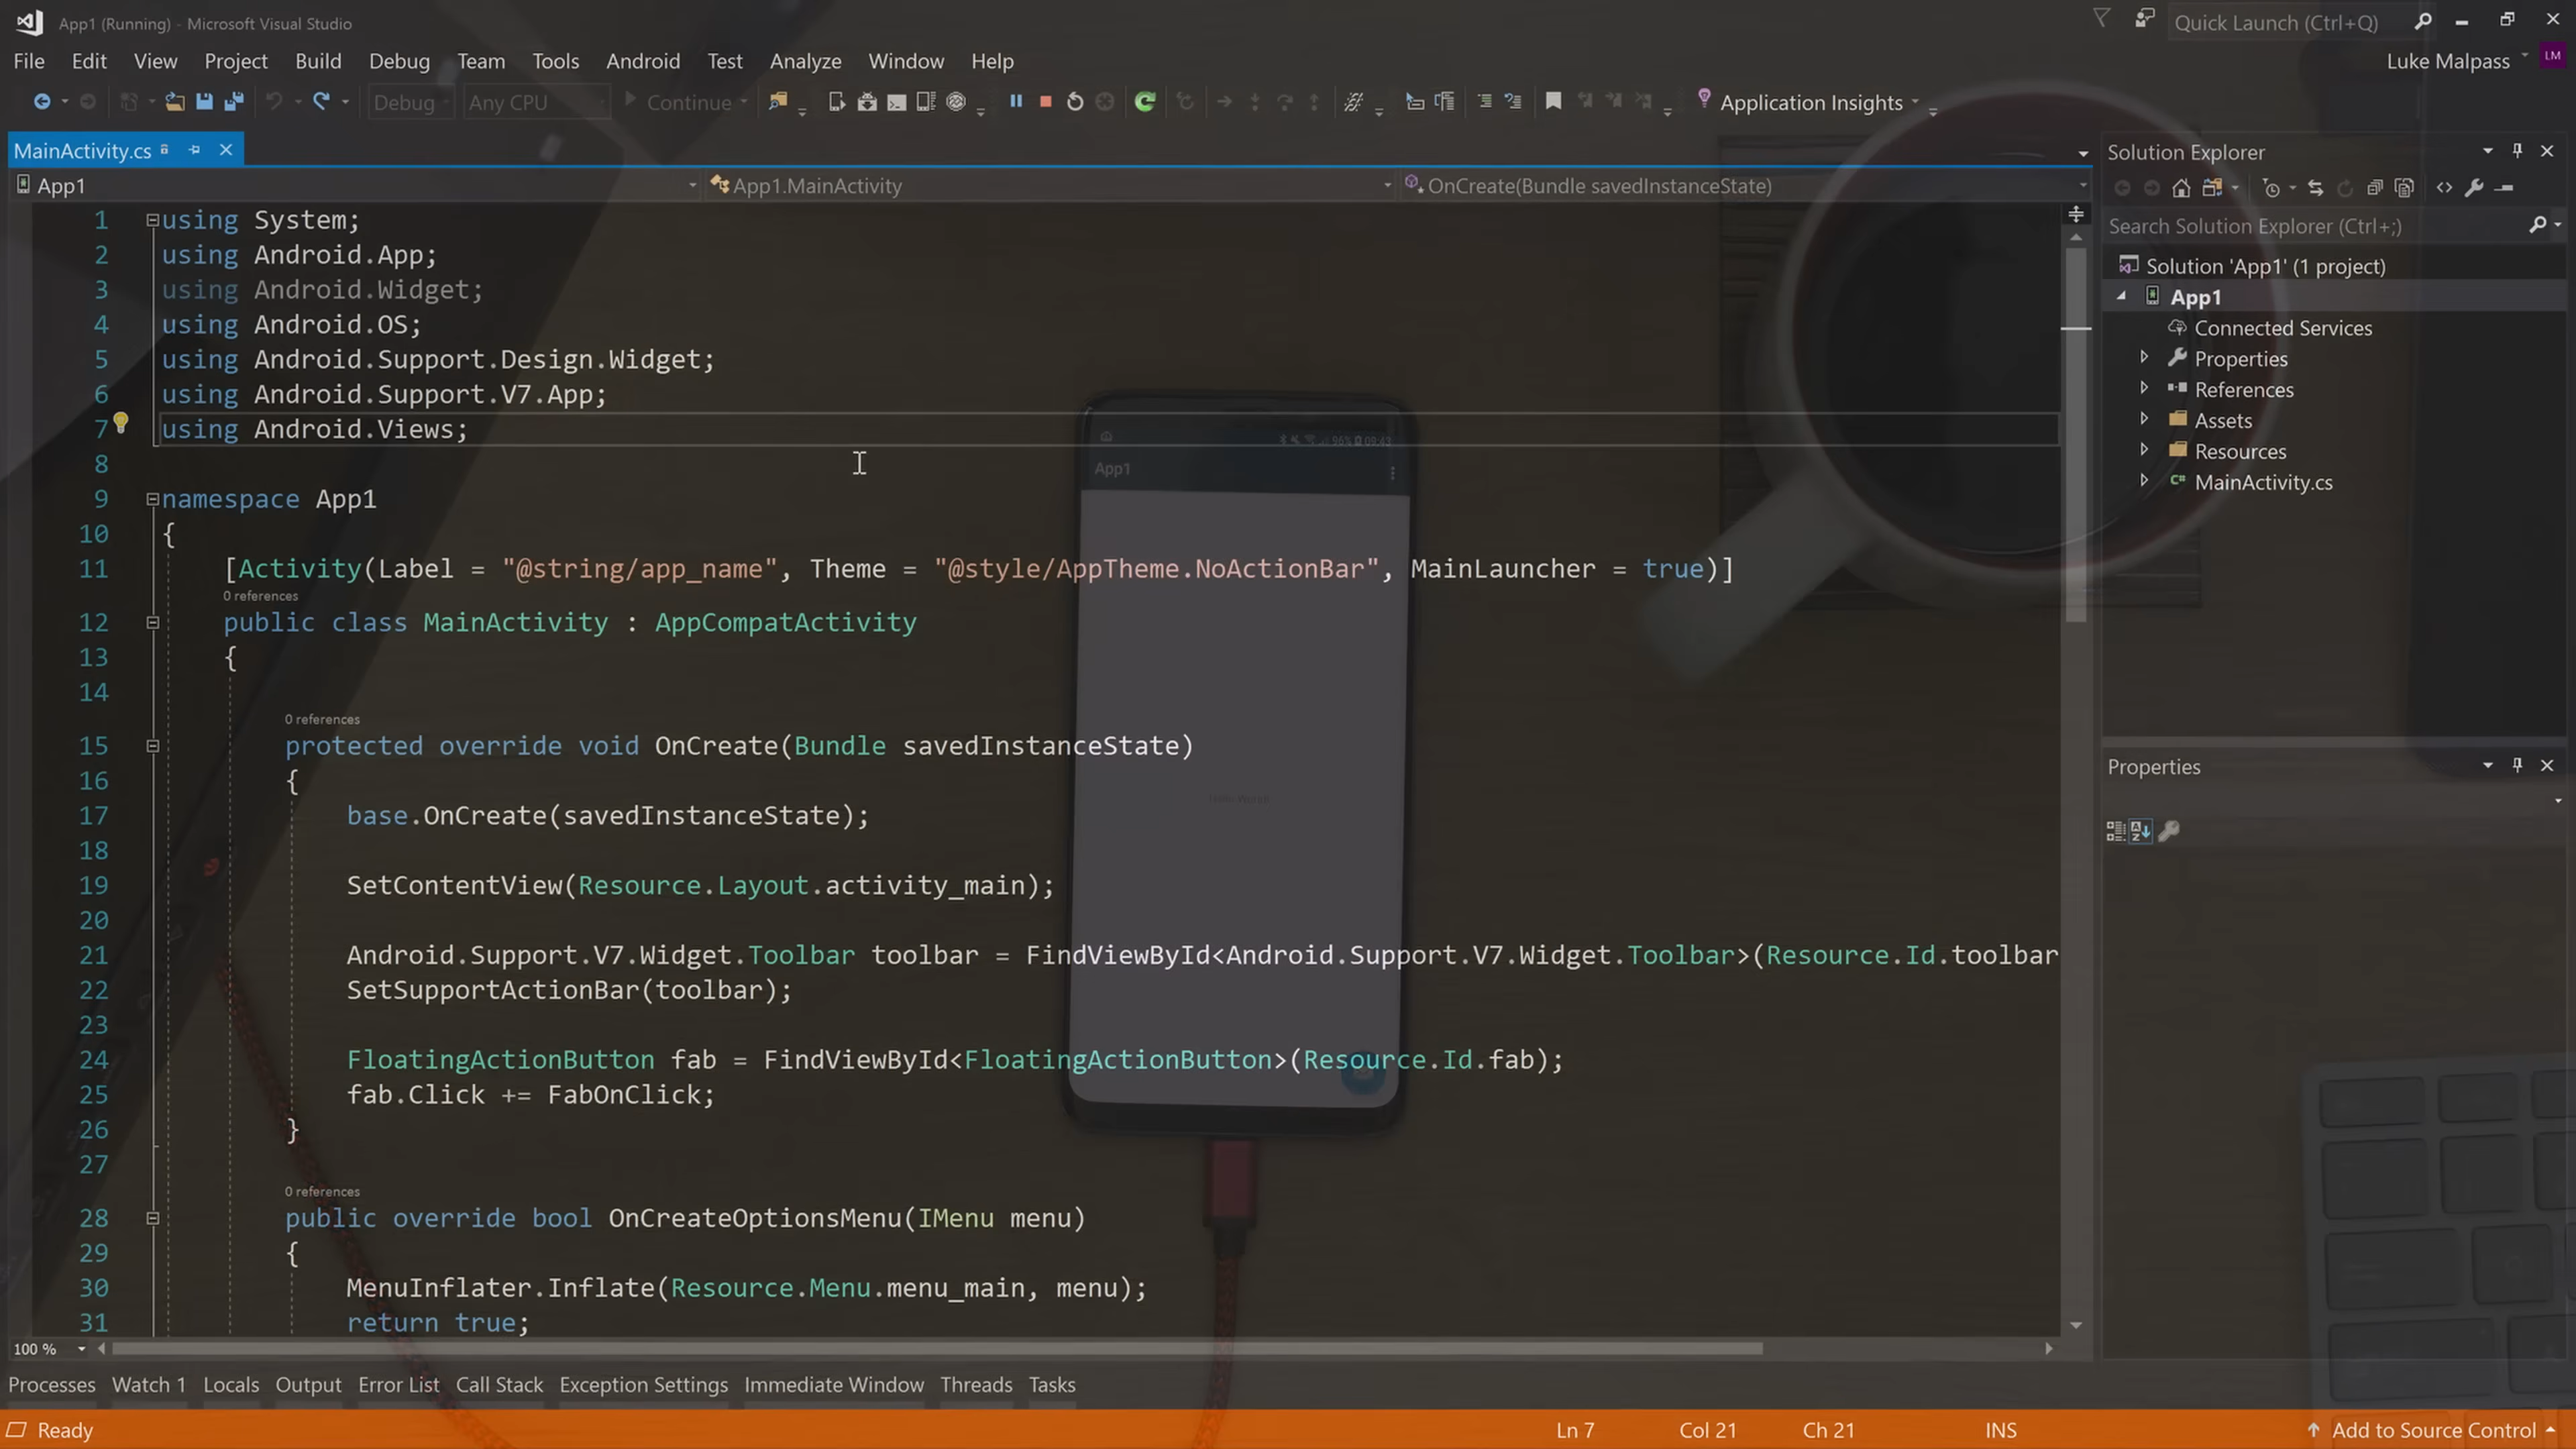 App1 (Running) - Microsoft Visual Studio
Quick Launch (Ctrl+Q)
File Edit View Project Build Debug Team Tools Android Test Analyze Window Help
Luke Malpass
LM
Debug Any CPU Continue Application Insights
MainActivity.cs
App1
App1.MainActivity
OnCreate(Bundle savedInstanceState)
1 using System;
2 using Android.App;
3 using Android.Widget;
4 using Android.OS;
5 using Android.Support.Design.Widget;
6 using Android.Support.V7.App;
7 using Android.Views;
8
9 namespace App1
10 {
11 [Activity(Label = "@string/app_name", Theme = "@style/AppTheme.NoActionBar", MainLauncher = true)]
0 references
12 public class MainActivity : AppCompatActivity
13 {
14
0 references
15 protected override void OnCreate(Bundle savedInstanceState)
16 {
17 base.OnCreate(savedInstanceState);
18
19 SetContentView(Resource.Layout.activity_main);
20
21 Android.Support.V7.Widget.Toolbar toolbar = FindViewById<Android.Support.V7.Widget.Toolbar>(Resource.Id.toolbar
22 SetSupportActionBar(toolbar);
23
24 FloatingActionButton fab = FindViewById<FloatingActionButton>(Resource.Id.fab);
25 fab.Click += FabOnClick;
26 }
27
0 references
28 public override bool OnCreateOptionsMenu(IMenu menu)
29 {
30 MenuInflater.Inflate(Resource.Menu.menu_main, menu);
31 return true;
96% 09:43
App1
Solution Explorer
Search Solution Explorer (Ctrl+;)
Solution 'App1' (1 project)
App1
Connected Services
Properties
References
Assets
Resources
MainActivity.cs
Properties
100 %
Processes Watch 1 Locals Output Error List Call Stack Exception Settings Immediate Window Threads Tasks
Ready
Ln 7 Col 21 Ch 21 INS
Add to Source Control